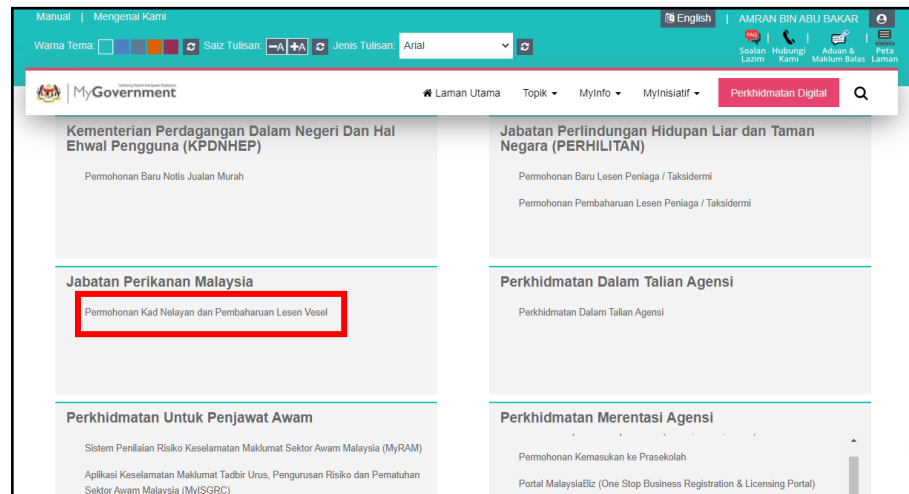 Manual | Mengenai Kami
English | AMRAN BIN ABU BAKAR
Warna Tema: Saiz Tulisan: -A +A Jenis Tulisan: Arial
FAQ
Soalan Lazim | Hubungi Kami | Aduan & Maklum Balas | Peta Laman
MyGovernment
Laman Utama Topik MyInfo MyInisiatif Perkhidmatan Digital
Kementerian Perdagangan Dalam Negeri Dan Hal
Ehwal Pengguna (KPDNHEP)
Permohonan Baru Notis Jualan Murah
Jabatan Perlindungan Hidupan Liar dan Taman
Negara (PERHILITAN)
Permohonan Baru Lesen Peniaga / Taksidermi
Permohonan Pembaharuan Lesen Peniaga / Taksidermi
Jabatan Perikanan Malaysia
Permohonan Kad Nelayan dan Pembaharuan Lesen Vesel
Perkhidmatan Dalam Talian Agensi
Perkhidmatan Dalam Talian Agensi
Perkhidmatan Untuk Penjawat Awam
Sistem Penilaian Risiko Keselamatan Maklumat Sektor Awam Malaysia (MyRAM)
Aplikasi Keselamatan Maklumat Tadbir Urus, Pengurusan Risiko dan Pematuhan
Sektor Awam Malaysia (MyISGRC)
Perkhidmatan Merentasi Agensi
Permohonan Kemasukan ke Prasekolah
Portal MalaysiaBiz (One Stop Business Registration & Licensing Portal)